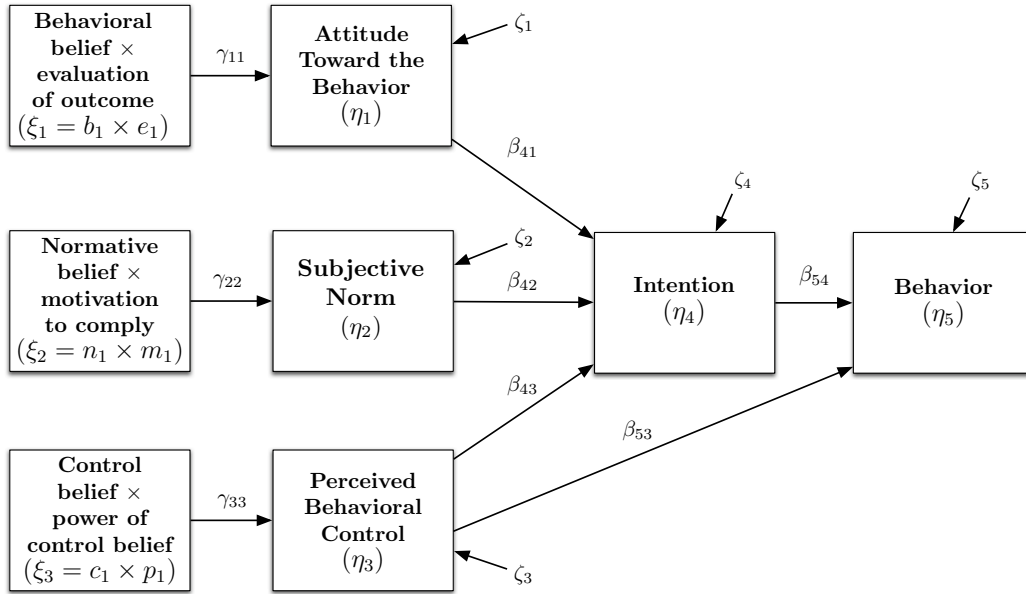 Behavioral
belief ×
evaluation
of outcome
(ξ₁ = b₁ × e₁)
γ₁₁
Attitude
Toward the
Behavior
(η₁)
ζ₁
β₄₁
Normative
belief ×
motivation
to comply
(ξ₂ = n₁ × m₁)
γ₂₂
Subjective
Norm
(η₂)
ζ₂
β₄₂
ζ₄
Intention
(η₄)
β₅₄
ζ₅
Behavior
(η₅)
β₄₃
β₅₃
Control
belief ×
power of
control belief
(ξ₃ = c₁ × p₁)
γ₃₃
Perceived
Behavioral
Control
(η₃)
ζ₃